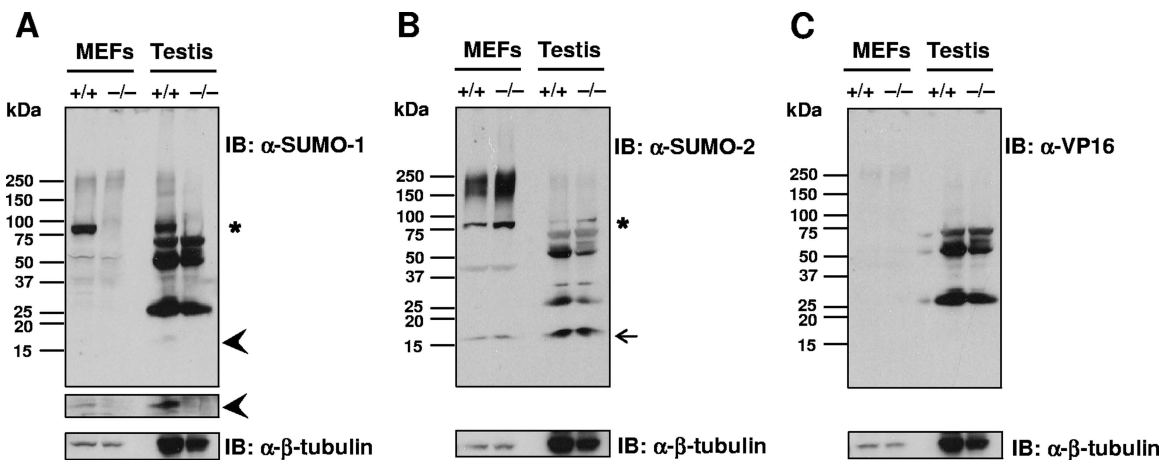 A
MEFs Testis
+/+ −/− +/+ −/−
kDa
250
150
100
75
50
37
25
20
15
IB: α-SUMO-1
*
IB: α-β-tubulin
B
MEFs Testis
+/+ −/− +/+ −/−
kDa
250
150
100
75
50
37
25
20
15
IB: α-SUMO-2
*
IB: α-β-tubulin
C
MEFs Testis
+/+ −/− +/+ −/−
kDa
250
150
100
75
50
37
25
20
15
IB: α-VP16
IB: α-β-tubulin